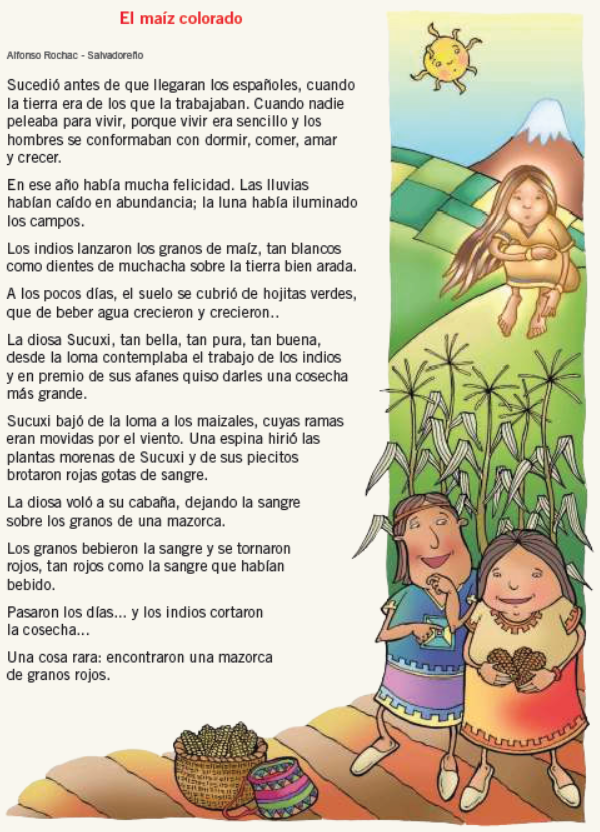 El maíz colorado
Alfonso Rochac - Salvadoreño
Sucedió antes de que llegaran los españoles, cuando
la tierra era de los que la trabajaban. Cuando nadie
peleaba para vivir, porque vivir era sencillo y los
hombres se conformaban con dormir, comer, amar
y crecer.
En ese año había mucha felicidad. Las lluvias
habían caído en abundancia; la luna había iluminado
los campos.
Los indios lanzaron los granos de maíz, tan blancos
como dientes de muchacha sobre la tierra bien arada.
A los pocos días, el suelo se cubrió de hojitas verdes,
que de beber agua crecieron y crecieron..
La diosa Sucuxi, tan bella, tan pura, tan buena,
desde la loma contemplaba el trabajo de los indios
y en premio de sus afanes quiso darles una cosecha
más grande.
Sucuxi bajó de la loma a los maizales, cuyas ramas
eran movidas por el viento. Una espina hirió las
plantas morenas de Sucuxi y de sus piecitos
brotaron rojas gotas de sangre.
La diosa voló a su cabaña, dejando la sangre
sobre los granos de una mazorca.
Los granos bebieron la sangre y se tornaron
rojos, tan rojos como la sangre que habían
bebido.
Pasaron los días... y los indios cortaron
la cosecha...
Una cosa rara: encontraron una mazorca
de granos rojos.